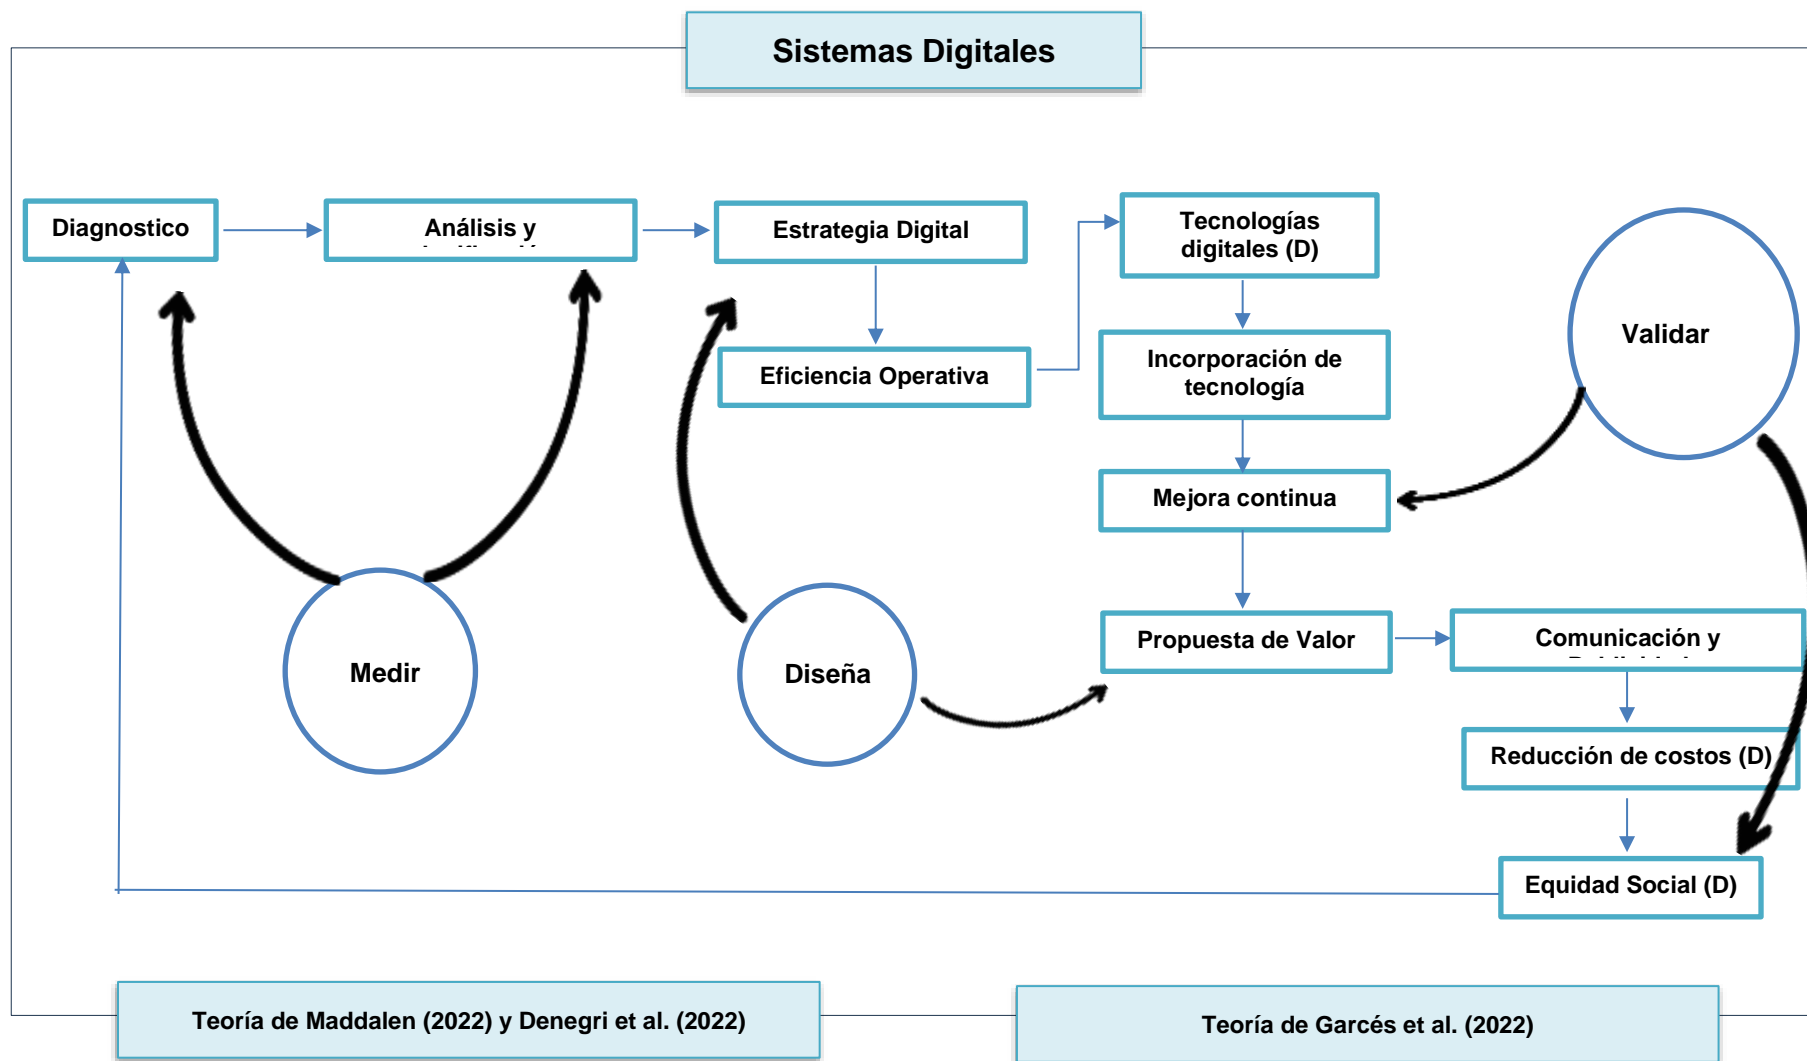 Sistemas Digitales
Diagnostico
Análisis y
Estrategia Digital
Tecnologías
digitales (D)
Validar
Eficiencia Operativa
Incorporación de
tecnología
Mejora continua
Medir
Diseña
Propuesta de Valor
Comunicación y
Reducción de costos (D)
Equidad Social (D)
Teoría de Maddalen (2022) y Denegri et al. (2022)
Teoría de Garcés et al. (2022)